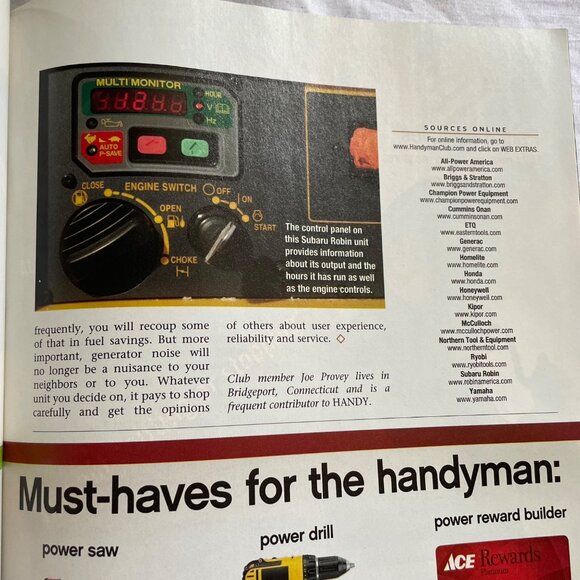 MULTI MONITOR
HOUR
V
Hz
AUTO
P-SAVE
CLOSE
ENGINE SWITCH
OFF
ON
OPEN
START
CHOKE
The control panel on
this Subaru Robin unit
provides information
about its output and the
hours it has run as well
as the engine controls.
frequently, you will recoup some
of that in fuel savings. But more
important, generator noise will
no longer be a nuisance to your
neighbors or to you. Whatever
unit you decide on, it pays to shop
carefully and get the opinions
of others about user experience,
reliability and service. ◇
Club member Joe Provey lives in
Bridgeport, Connecticut and is a
frequent contributor to HANDY.
SOURCES ONLINE
For online information, go to
www.HandymanClub.com and click on WEB EXTRAS.
All-Power America
www.allpoweramerica.com
Briggs & Stratton
www.briggsandstratton.com
Champion Power Equipment
www.championpowerequipment.com
Cummins Onan
www.cumminsonan.com
ETQ
www.easterntools.com
Generac
www.generac.com
Homelite
www.homelite.com
Honda
www.honda.com
Honeywell
www.honeywell.com
Kipor
www.kipor.com
McCulloch
www.mccullochpower.com
Northern Tool & Equipment
www.northerntool.com
Ryobi
www.ryobitools.com
Subaru Robin
www.robinamerica.com
Yamaha
www.yamaha.com
Must-haves for the handyman:
power saw
power drill
power reward builder
ACE Rewards
Platinum